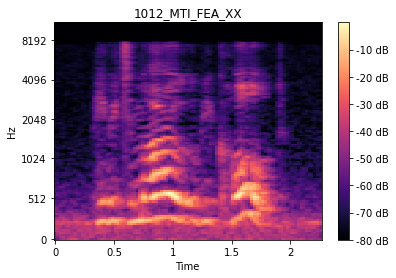 1012_MTI_FEA_XX
8192
4096
2048
1024
512
0
Hz
0
0.5
1
1.5
2
Time
-10 dB
-20 dB
-30 dB
-40 dB
-50 dB
-60 dB
-70 dB
-80 dB